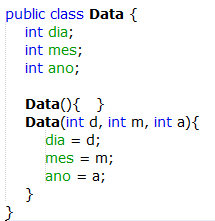 public class Data {
int dia;
int mes;
int ano;
Data(){ }
Data(int d, int m, int a){
dia = d;
mes = m;
ano = a;
}
}